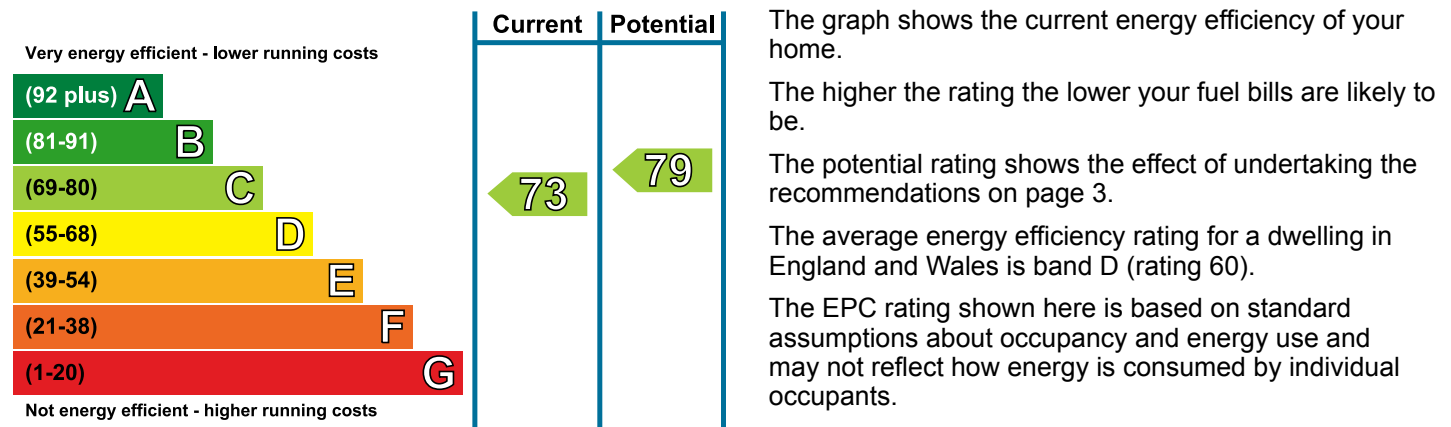 Current Potential
Very energy efficient - lower running costs
(92 plus) A
(81-91) B
(69-80) C
(55-68) D
(39-54) E
(21-38) F
(1-20) G
Not energy efficient - higher running costs
73
79
The graph shows the current energy efficiency of your
home.
The higher the rating the lower your fuel bills are likely to
be.
The potential rating shows the effect of undertaking the
recommendations on page 3.
The average energy efficiency rating for a dwelling in
England and Wales is band D (rating 60).
The EPC rating shown here is based on standard
assumptions about occupancy and energy use and
may not reflect how energy is consumed by individual
occupants.